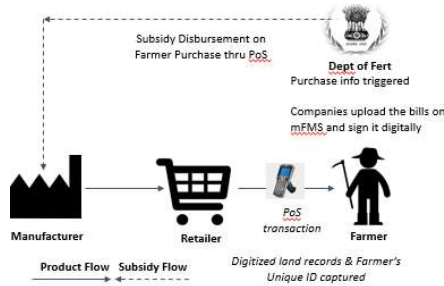 Subsidy Disbursement on
Farmer Purchase thru PoS
Dept of Fert
Purchase info triggered
Companies upload the bills on
mFMS and sign it digitally
PoS
transaction
Manufacturer
Retailer
Farmer
Product Flow
Subsidy Flow
Digitized land records & Farmer's
Unique ID captured